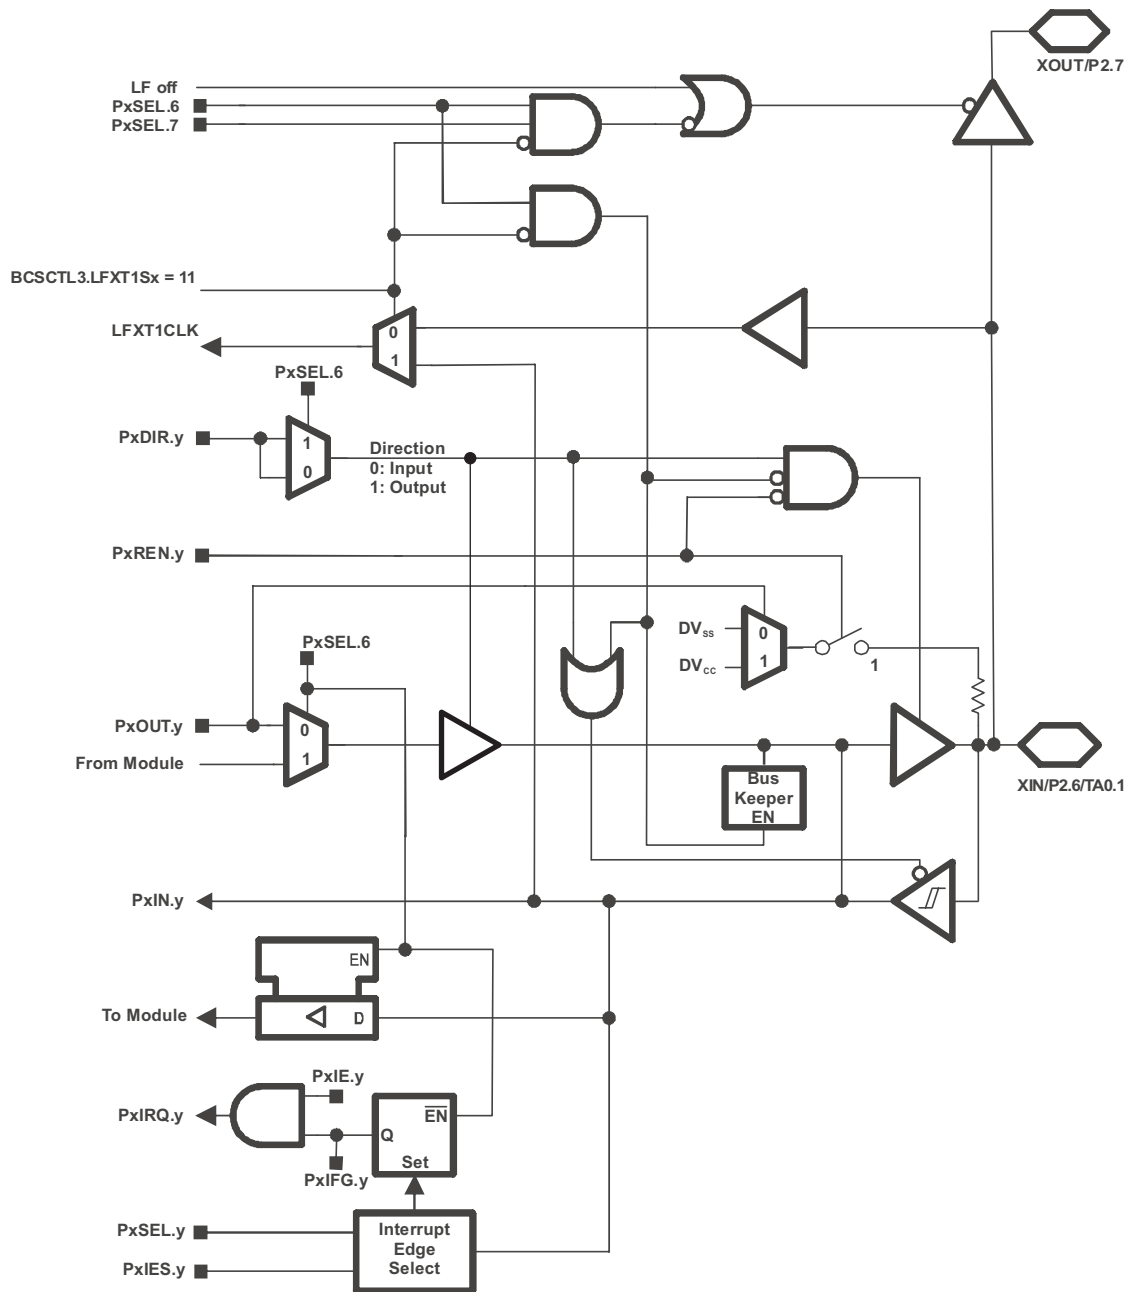 XOUT/P2.7
LF off
PxSEL.6
PxSEL.7
BCSCTL3.LFXT1Sx = 11
LFXT1CLK
0
1
PxSEL.6
PxDIR.y
1
0
Direction
0: Input
1: Output
PxREN.y
DVSS
DVCC
0
1
1
PxSEL.6
PxOUT.y
From Module
0
1
Bus
Keeper
EN
XIN/P2.6/TA0.1
PxIN.y
EN
To Module
D
PxIE.y
PxIRQ.y
EN
Q
Set
PxIFG.y
PxSEL.y
PxIES.y
Interrupt
Edge
Select